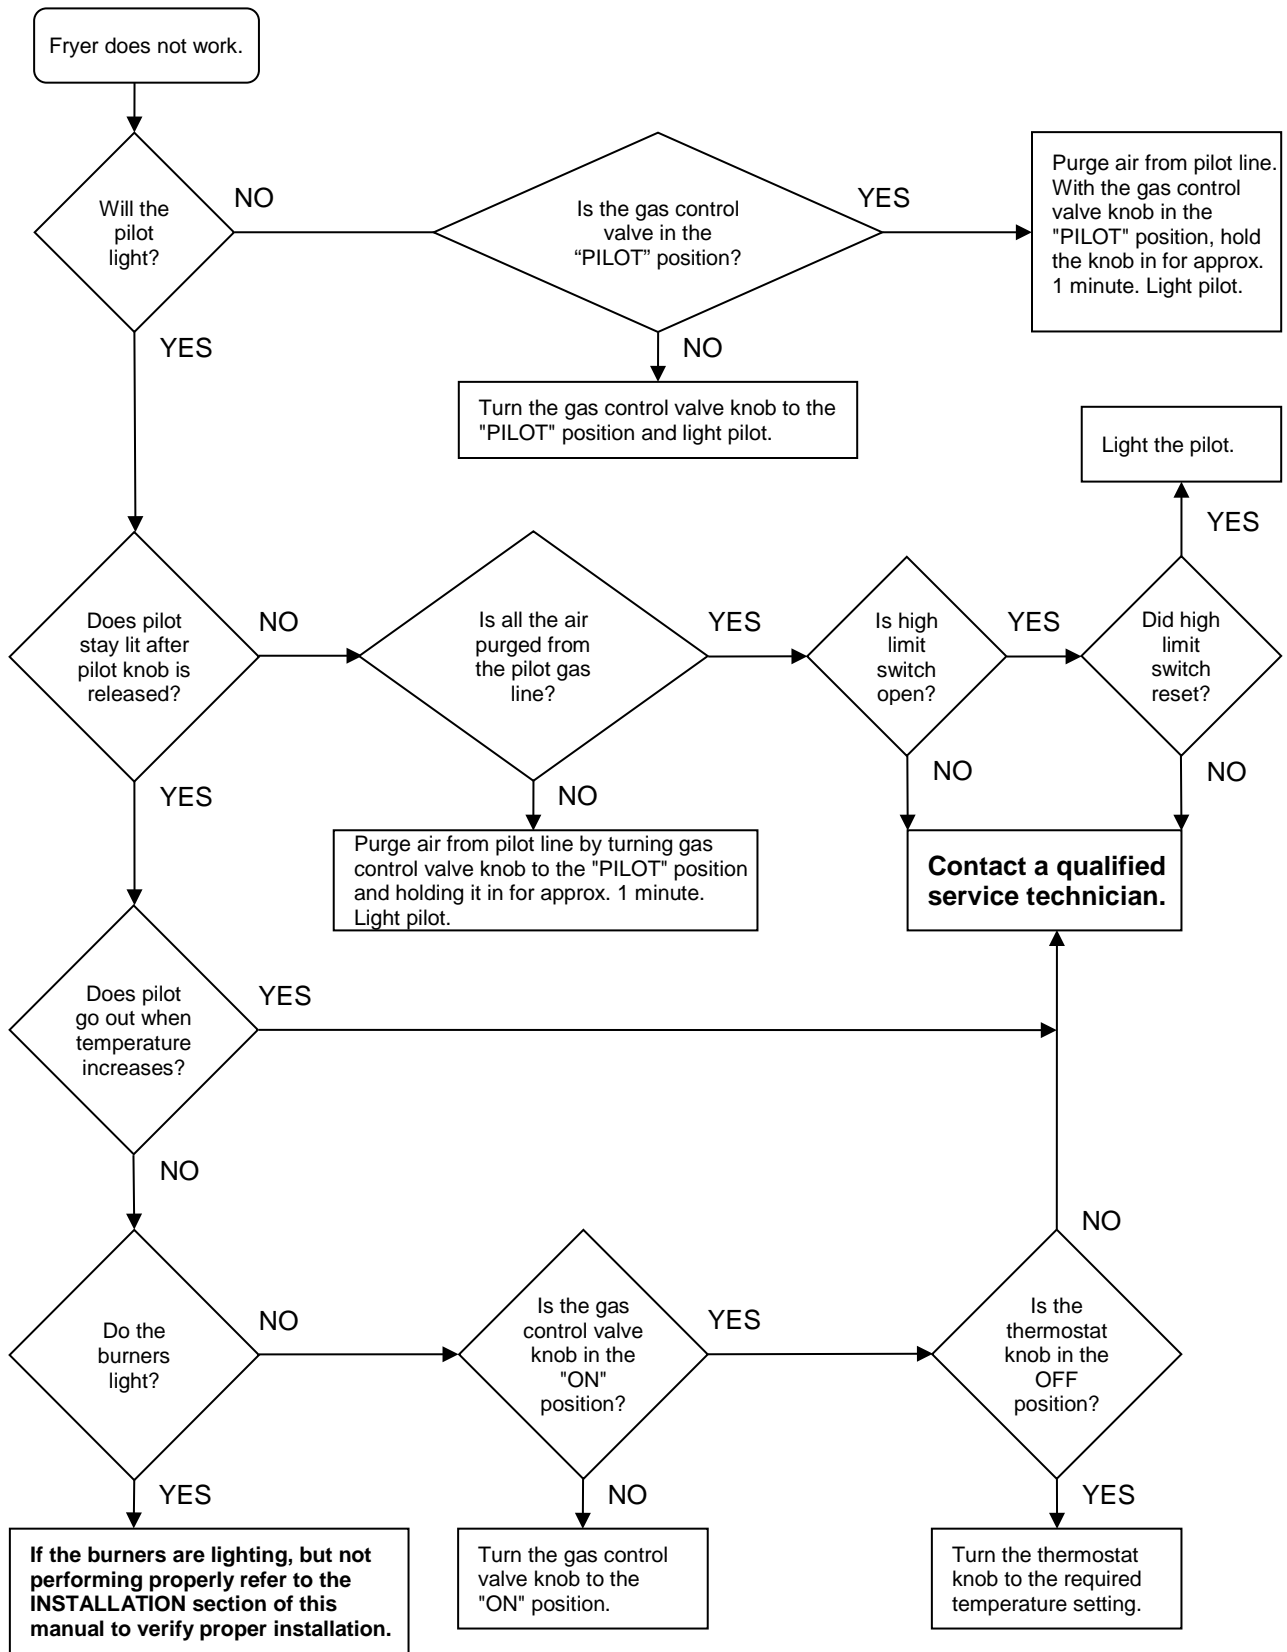 Fryer does not work.
Will the
pilot
light?
NO
Is the gas control
valve in the
“PILOT” position?
YES
Purge air from pilot line.
With the gas control
valve knob in the
"PILOT" position, hold
the knob in for approx.
1 minute. Light pilot.
YES
NO
Turn the gas control valve knob to the
"PILOT" position and light pilot.
Light the pilot.
YES
Does pilot
stay lit after
pilot knob is
released?
NO
Is all the air
purged from
the pilot gas
line?
YES
Is high
limit
switch
open?
YES
Did high
limit
switch
reset?
NO
NO
YES
NO
Purge air from pilot line by turning gas
control valve knob to the "PILOT" position
and holding it in for approx. 1 minute.
Light pilot.
Contact a qualified
service technician.
Does pilot
go out when
temperature
increases?
YES
NO
NO
Do the
burners
light?
NO
Is the gas
control valve
knob in the
"ON"
position?
YES
Is the
thermostat
knob in the
OFF
position?
YES
NO
YES
If the burners are lighting, but not
performing properly refer to the
INSTALLATION section of this
manual to verify proper installation.
Turn the gas control
valve knob to the
"ON" position.
Turn the thermostat
knob to the required
temperature setting.